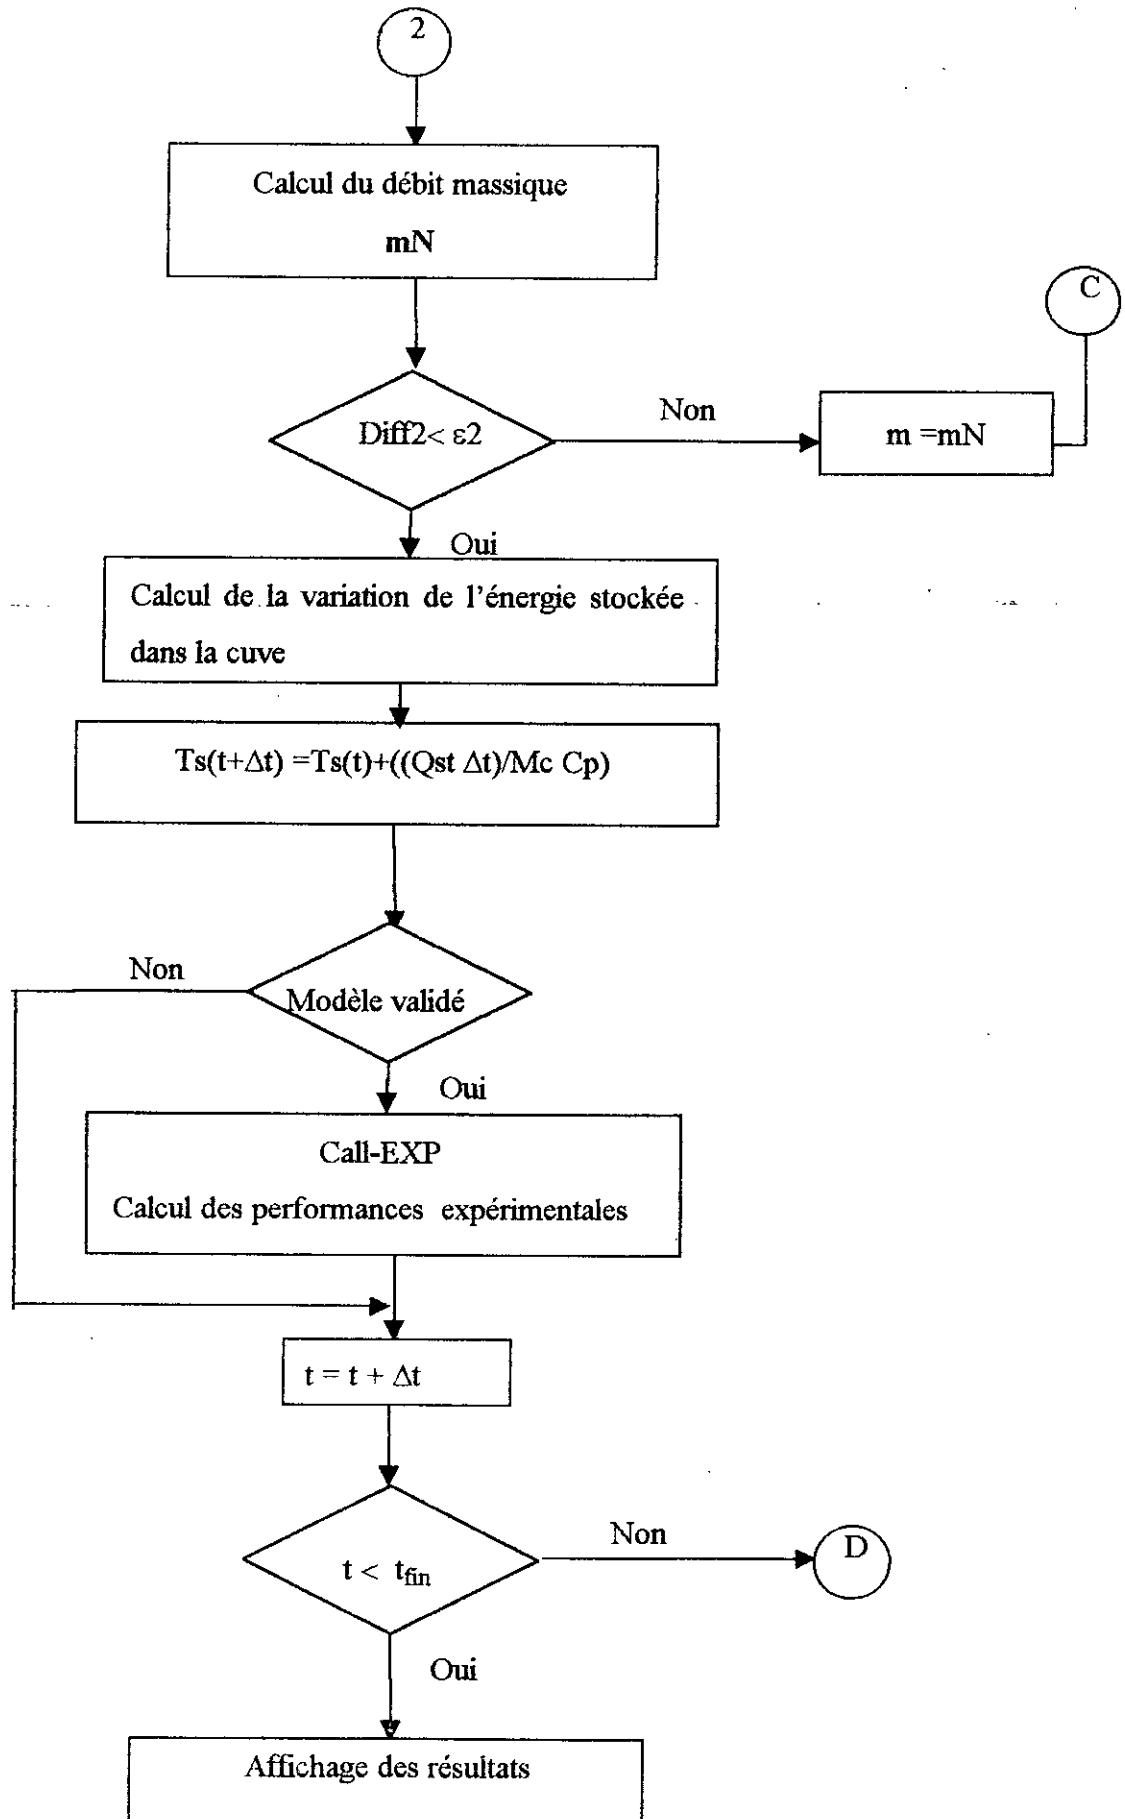 2
Calcul du débit massique
mN
C
Diff2< ε2
Non
m =mN
Oui
Calcul de la variation de l'énergie stockée
dans la cuve
Ts(t+Δt) =Ts(t)+((Qst Δt)/Mc Cp)
Non
Modèle validé
Oui
Call-EXP
Calcul des performances expérimentales
t = t + Δt
Non
D
t < tfin
Oui
Affichage des résultats